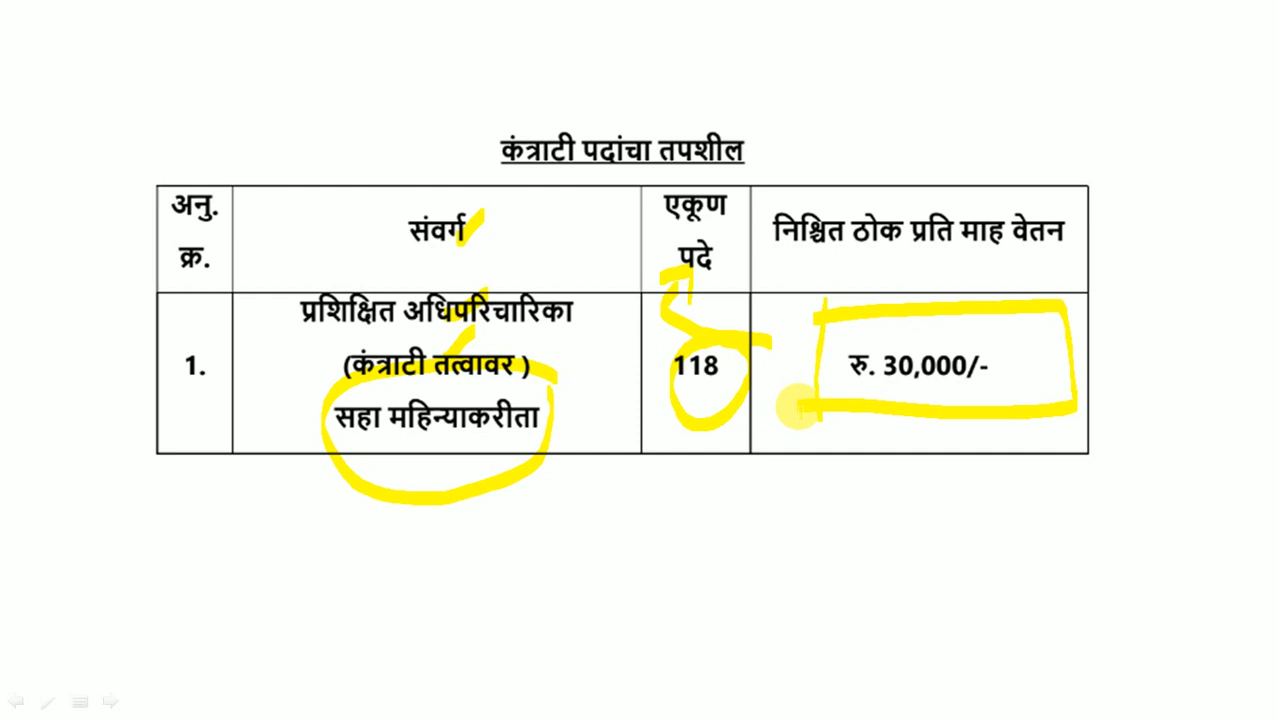 कंत्राटी पदांचा तपशील
अनु. क्र. संवर्ग एकूण पदे निश्चित ठोक प्रति माह वेतन
1. प्रशिक्षित अधिपरिचारिका
(कंत्राटी तत्वावर )
सहा महिन्याकरीता
118
रु. 30,000/-